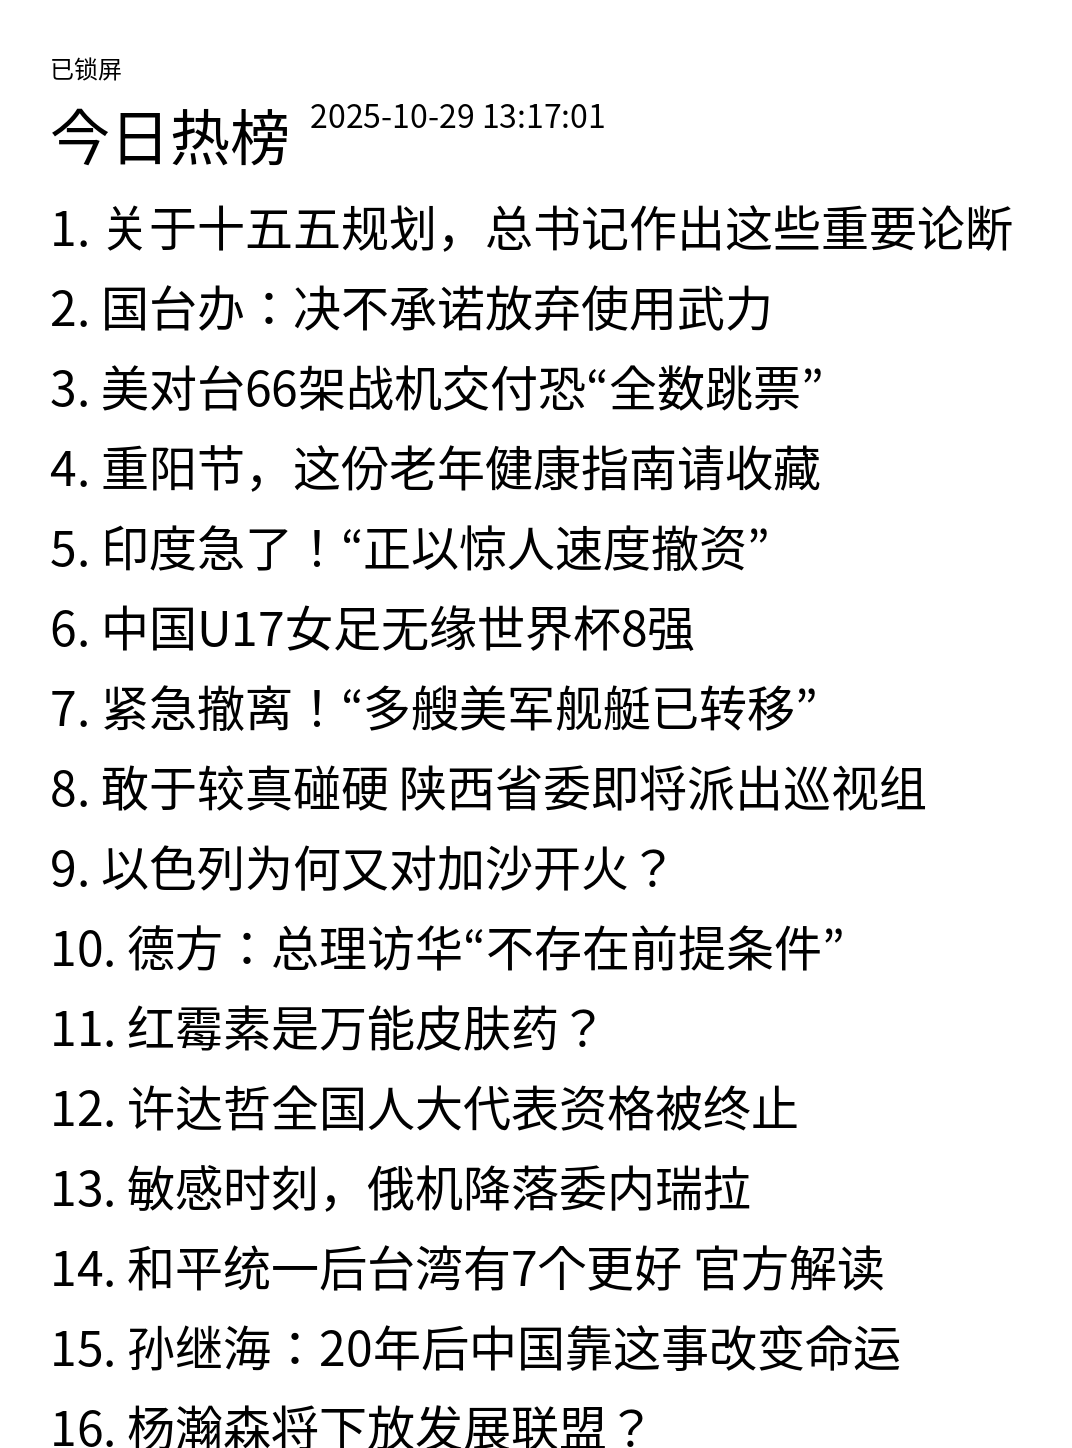 已锁屏
今日热榜 2025-10-29 13:17:01
1. 关于十五五规划，总书记作出这些重要论断
2. 国台办：决不承诺放弃使用武力
3. 美对台66架战机交付恐“全数跳票”
4. 重阳节，这份老年健康指南请收藏
5. 印度急了！“正以惊人速度撤资”
6. 中国U17女足无缘世界杯8强
7. 紧急撤离！“多艘美军舰艇已转移”
8. 敢于较真碰硬 陕西省委即将派出巡视组
9. 以色列为何又对加沙开火？
10. 德方：总理访华“不存在前提条件”
11. 红霉素是万能皮肤药？
12. 许达哲全国人大代表资格被终止
13. 敏感时刻，俄机降落委内瑞拉
14. 和平统一后台湾有7个更好 官方解读
15. 孙继海：20年后中国靠这事改变命运
16. 杨瀚森将下放发展联盟？